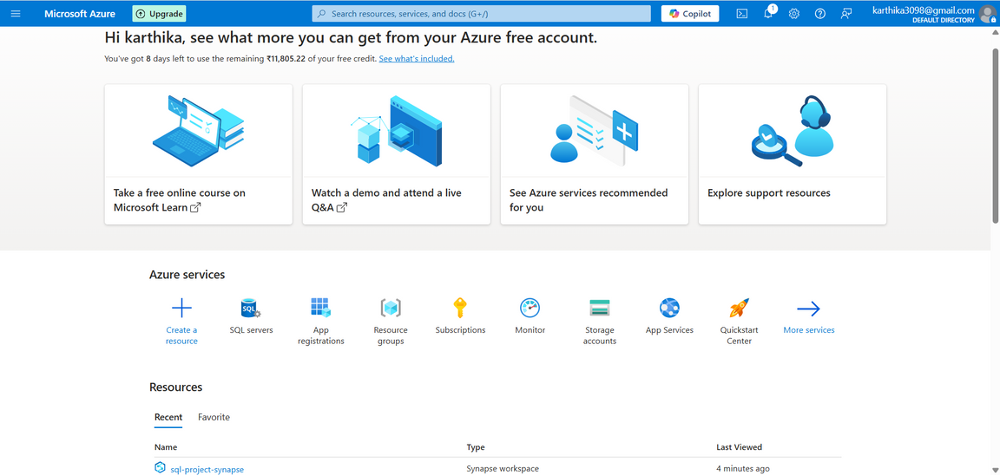 Microsoft Azure
Upgrade
Search resources, services, and docs (G+/)
Copilot
1
karthika3098@gmail.com
DEFAULT DIRECTORY
Hi karthika, see what more you can get from your Azure free account.
You've got 8 days left to use the remaining ₹11,805.22 of your free credit. See what's included.
Take a free online course on
Microsoft Learn
Watch a demo and attend a live
Q&A
See Azure services recommended
for you
Explore support resources
Azure services
Create a
resource
SQL
SQL servers
App
registrations
Resource
groups
Subscriptions
Monitor
Storage
accounts
App Services
Quickstart
Center
More services
Resources
Recent
Favorite
Name
Type
Last Viewed
sql-project-synapse
Synapse workspace
4 minutes ago